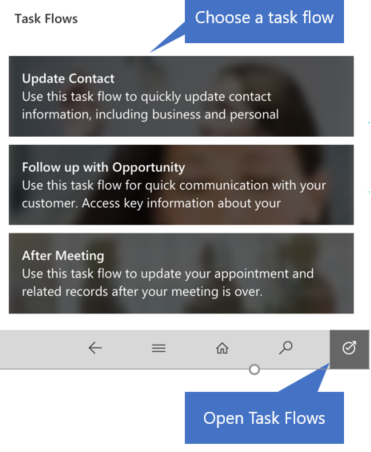 Task Flows
Choose a task flow
Update Contact
Use this task flow to quickly update contact
information, including business and personal
Follow up with Opportunity
Use this task flow for quick communication with your
customer. Access key information about your
After Meeting
Use this task flow to update your appointment and
related records after your meeting is over.
Open Task Flows